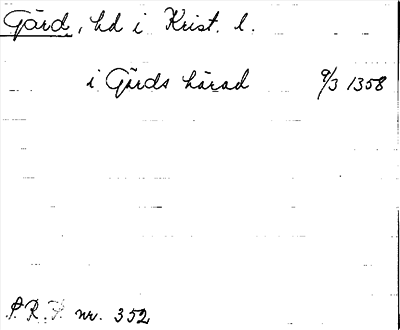 Gärd, hd i Krist. l.
i Gärds härad 9/3 1358
P.R.F. nr. 352